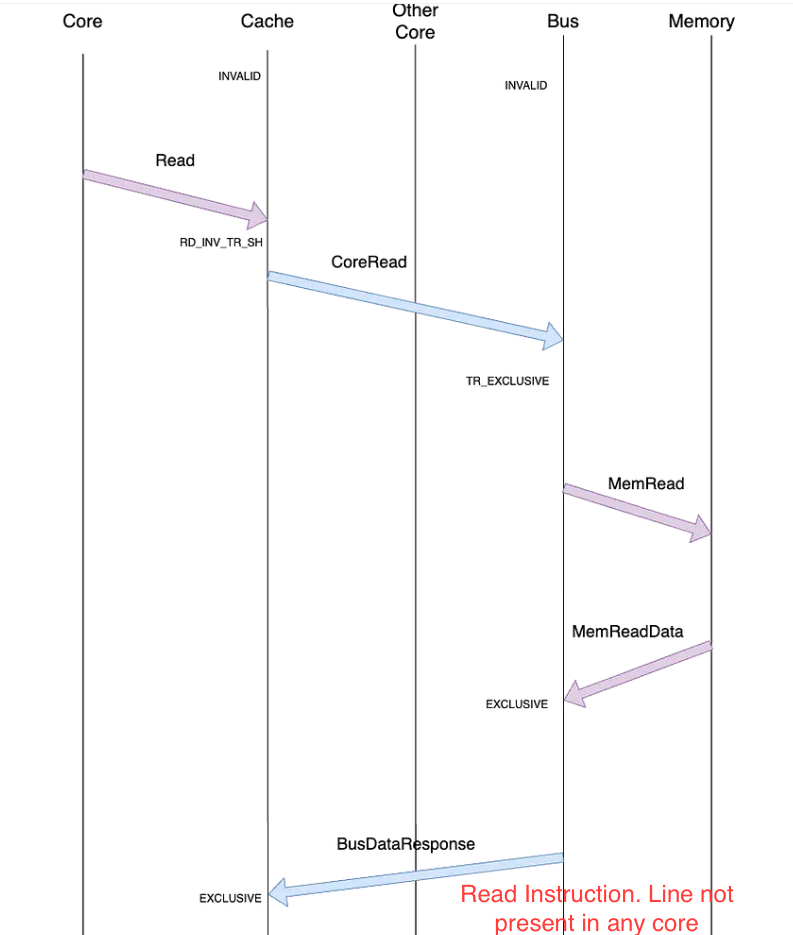 Core
Cache
Other
Core
Bus
Memory
INVALID
INVALID
Read
RD_INV_TR_SH
CoreRead
TR_EXCLUSIVE
MemRead
MemReadData
EXCLUSIVE
BusDataResponse
EXCLUSIVE
Read Instruction. Line not
present in any core